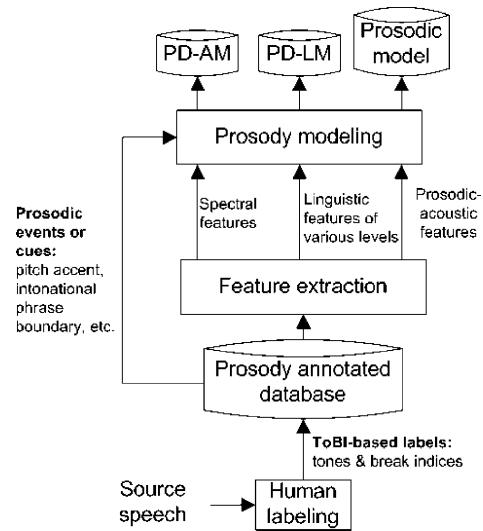 PD-AM
PD-LM
Prosodic
model
Prosody modeling
Spectral
features
Linguistic
features of
various levels
Prosodic-
acoustic
features
Prosodic
events or
cues:
pitch accent,
intonational
phrase
boundary, etc.
Feature extraction
Prosody annotated
database
ToBI-based labels:
tones & break indices
Source
speech
Human
labeling